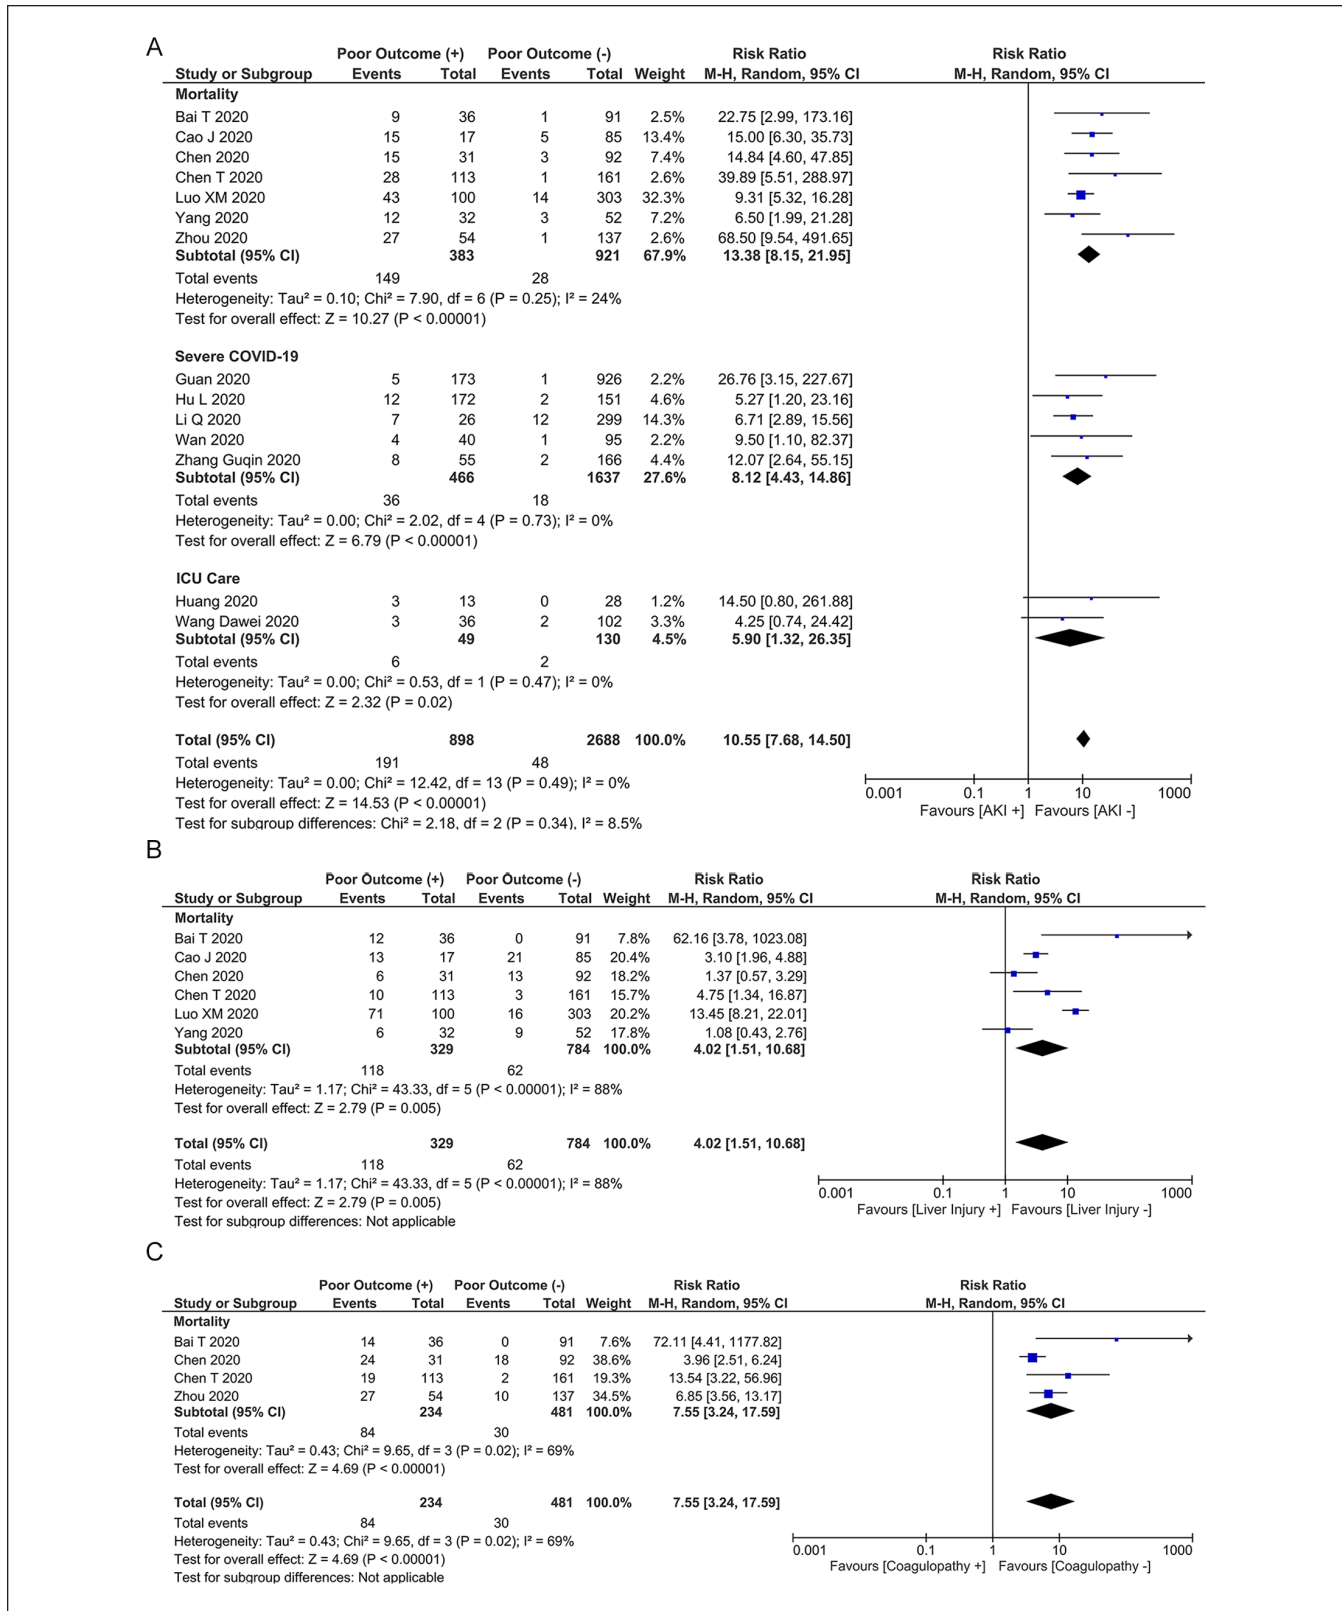 A
Poor Outcome (+) Poor Outcome (-) Risk Ratio Risk Ratio
Study or Subgroup Events Total Events Total Weight M-H, Random, 95% CI M-H, Random, 95% CI
Mortality
Bai T 2020 9 36 1 91 2.5% 22.75 [2.99, 173.16]
Cao J 2020 15 17 5 85 13.4% 15.00 [6.30, 35.73]
Chen 2020 15 31 3 92 7.4% 14.84 [4.60, 47.85]
Chen T 2020 28 113 1 161 2.6% 39.89 [5.51, 288.97]
Luo XM 2020 43 100 14 303 32.3% 9.31 [5.32, 16.28]
Yang 2020 12 32 3 52 7.2% 6.50 [1.99, 21.28]
Zhou 2020 27 54 1 137 2.6% 68.50 [9.54, 491.65]
Subtotal (95% CI) 383 921 67.9% 13.38 [8.15, 21.95]
Total events 149 28
Heterogeneity: Tau² = 0.10; Chi² = 7.90, df = 6 (P = 0.25); I² = 24%
Test for overall effect: Z = 10.27 (P < 0.00001)
Severe COVID-19
Guan 2020 5 173 1 926 2.2% 26.76 [3.15, 227.67]
Hu L 2020 12 172 2 151 4.6% 5.27 [1.20, 23.16]
Li Q 2020 7 26 12 299 14.3% 6.71 [2.89, 15.56]
Wan 2020 4 40 1 95 2.2% 9.50 [1.10, 82.37]
Zhang Guqin 2020 8 55 2 166 4.4% 12.07 [2.64, 55.15]
Subtotal (95% CI) 466 1637 27.6% 8.12 [4.43, 14.86]
Total events 36 18
Heterogeneity: Tau² = 0.00; Chi² = 2.02, df = 4 (P = 0.73); I² = 0%
Test for overall effect: Z = 6.79 (P < 0.00001)
ICU Care
Huang 2020 3 13 0 28 1.2% 14.50 [0.80, 261.88]
Wang Dawei 2020 3 36 2 102 3.3% 4.25 [0.74, 24.42]
Subtotal (95% CI) 49 130 4.5% 5.90 [1.32, 26.35]
Total events 6 2
Heterogeneity: Tau² = 0.00; Chi² = 0.53, df = 1 (P = 0.47); I² = 0%
Test for overall effect: Z = 2.32 (P = 0.02)
Total (95% CI) 898 2688 100.0% 10.55 [7.68, 14.50]
Total events 191 48
Heterogeneity: Tau² = 0.00; Chi² = 12.42, df = 13 (P = 0.49); I² = 0%
Test for overall effect: Z = 14.53 (P < 0.00001)
Test for subgroup differences: Chi² = 2.18, df = 2 (P = 0.34), I² = 8.5%
0.001 0.1 1 10 1000
Favours [AKI +] Favours [AKI -]
B
Poor Outcome (+) Poor Outcome (-) Risk Ratio Risk Ratio
Study or Subgroup Events Total Events Total Weight M-H, Random, 95% CI M-H, Random, 95% CI
Mortality
Bai T 2020 12 36 0 91 7.8% 62.16 [3.78, 1023.08]
Cao J 2020 13 17 21 85 20.4% 3.10 [1.96, 4.88]
Chen 2020 6 31 13 92 18.2% 1.37 [0.57, 3.29]
Chen T 2020 10 113 3 161 15.7% 4.75 [1.34, 16.87]
Luo XM 2020 71 100 16 303 20.2% 13.45 [8.21, 22.01]
Yang 2020 6 32 9 52 17.8% 1.08 [0.43, 2.76]
Subtotal (95% CI) 329 784 100.0% 4.02 [1.51, 10.68]
Total events 118 62
Heterogeneity: Tau² = 1.17; Chi² = 43.33, df = 5 (P < 0.00001); I² = 88%
Test for overall effect: Z = 2.79 (P = 0.005)
Total (95% CI) 329 784 100.0% 4.02 [1.51, 10.68]
Total events 118 62
Heterogeneity: Tau² = 1.17; Chi² = 43.33, df = 5 (P < 0.00001); I² = 88%
Test for overall effect: Z = 2.79 (P = 0.005)
Test for subgroup differences: Not applicable
0.001 0.1 1 10 1000
Favours [Liver Injury +] Favours [Liver Injury -]
C
Poor Outcome (+) Poor Outcome (-) Risk Ratio Risk Ratio
Study or Subgroup Events Total Events Total Weight M-H, Random, 95% CI M-H, Random, 95% CI
Mortality
Bai T 2020 14 36 0 91 7.6% 72.11 [4.41, 1177.82]
Chen 2020 24 31 18 92 38.6% 3.96 [2.51, 6.24]
Chen T 2020 19 113 2 161 19.3% 13.54 [3.22, 56.96]
Zhou 2020 27 54 10 137 34.5% 6.85 [3.56, 13.17]
Subtotal (95% CI) 234 481 100.0% 7.55 [3.24, 17.59]
Total events 84 30
Heterogeneity: Tau² = 0.43; Chi² = 9.65, df = 3 (P = 0.02); I² = 69%
Test for overall effect: Z = 4.69 (P < 0.00001)
Total (95% CI) 234 481 100.0% 7.55 [3.24, 17.59]
Total events 84 30
Heterogeneity: Tau² = 0.43; Chi² = 9.65, df = 3 (P = 0.02); I² = 69%
Test for overall effect: Z = 4.69 (P < 0.00001)
Test for subgroup differences: Not applicable
0.001 0.1 1 10 1000
Favours [Coagulopathy +] Favours [Coagulopathy -]